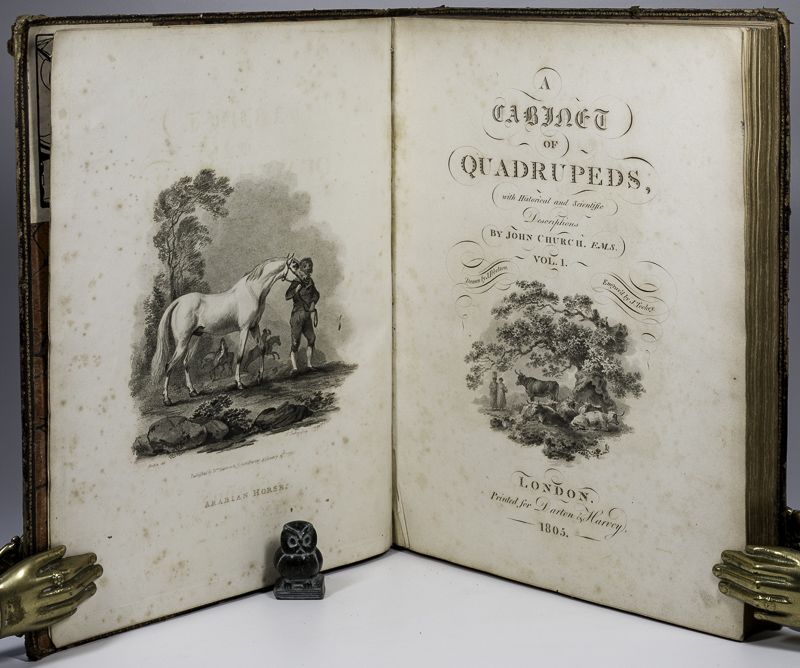 ARABIAN HORSE.
A
CABINET
OF
QUADRUPEDS,
with Historical and Scientific
Descriptions
BY JOHN CHURCH. F.M.S.
VOL. I.
Drawn by J. Ibbetson
Engraved by J. Tookey.
LONDON.
Printed for Darton & Harvey.
1805.